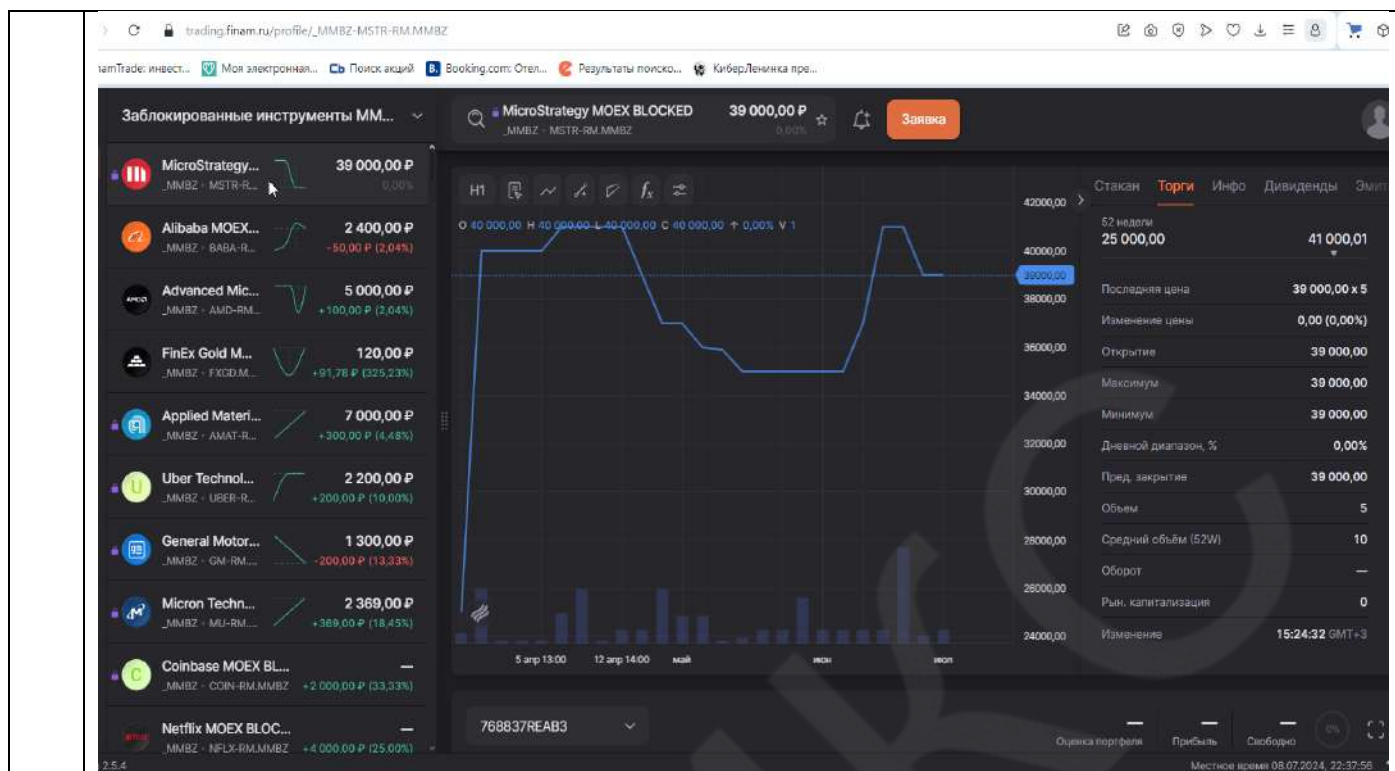 trading.finam.ru/profile/_MMBZ-MSTR-RM.MMBZ
namTrade: инвест... Моя электронная... Cb Поиск акций B. Booking.com: Отел... Результаты поиско... КиберЛенинка пре...
Заблокированные инструменты ММ...
MicroStrategy MOEX BLOCKED 39 000,00 ₽
_MMBZ · MSTR-RM.MMBZ 0,00%
Заявка
MicroStrategy... 39 000,00 ₽
_MMBZ · MSTR-R... 0,00%
Alibaba MOEX... 2 400,00 ₽
_MMBZ · BABA-R... -50,00 ₽ (2,04%)
AMD
Advanced Mic... 5 000,00 ₽
_MMBZ · AMD-RM... +100,00 ₽ (2,04%)
FinEx Gold M... 120,00 ₽
_MMBZ · FXGD.M... +91,78 ₽ (325,23%)
Applied Materi... 7 000,00 ₽
_MMBZ · AMAT-R... +300,00 ₽ (4,48%)
U
Uber Technol... 2 200,00 ₽
_MMBZ · UBER-R... +200,00 ₽ (10,00%)
General Motor... 1 300,00 ₽
_MMBZ · GM-RM.... -200,00 ₽ (13,33%)
Micron Techn... 2 369,00 ₽
_MMBZ · MU-RM.... +369,00 ₽ (18,45%)
C
Coinbase MOEX BL... —
_MMBZ · COIN-RM.MMBZ +2 000,00 ₽ (33,33%)
Netflix MOEX BLOC... —
_MMBZ · NFLX-RM.MMBZ +4 000,00 ₽ (25,00%)
2.5.4
H1
O 40 000,00 H 40 000,00 L 40 000,00 C 40 000,00 ↑ 0,00% V 1
42000,00
40000,00
39000,00
38000,00
36000,00
34000,00
32000,00
30000,00
28000,00
26000,00
24000,00
5 апр 13:00 12 апр 14:00 май июн июл
Стакан Торги Инфо Дивиденды Эмит
52 недели
25 000,00 41 000,01
Последняя цена 39 000,00 x 5
Изменение цены 0,00 (0,00%)
Открытие 39 000,00
Максимум 39 000,00
Минимум 39 000,00
Дневной диапазон, % 0,00%
Пред. закрытие 39 000,00
Объем 5
Средний объём (52W) 10
Оборот —
Рын. капитализация 0
Изменение 15:24:32 GMT+3
768837REAB3
— — — 0%
Оценка портфеля Прибыль Свободно
Местное время 08.07.2024, 22:37:56